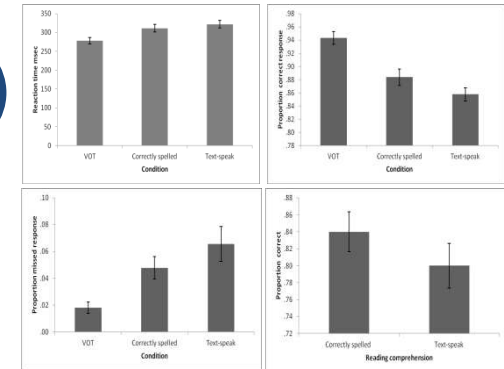 350
300
250
200
150
100
50
0
Reaction time msec
VOT Correctly spelled Text-speak
Condition
.98
.96
.94
.92
.90
.88
.86
.84
.82
.80
.78
Proportion correct response
VOT Correctly spelled Text-speak
Condition
.10
.08
.06
.04
.02
.00
Proportion missed response
VOT Correctly spelled Text-speak
Condition
.88
.86
.84
.82
.80
.78
.76
.74
.72
Proportion correct
Correctly spelled Text-speak
Reading comprehension